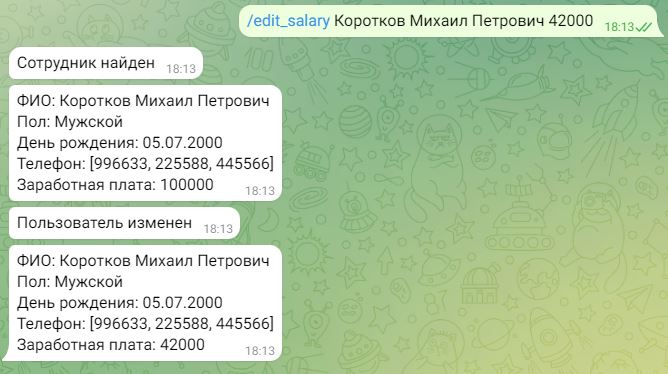 /edit_salary Коротков Михаил Петрович 42000 18:13
Сотрудник найден 18:13
ФИО: Коротков Михаил Петрович
Пол: Мужской
День рождения: 05.07.2000
Телефон: [996633, 225588, 445566]
Заработная плата: 100000 18:13
Пользователь изменен 18:13
ФИО: Коротков Михаил Петрович
Пол: Мужской
День рождения: 05.07.2000
Телефон: [996633, 225588, 445566]
Заработная плата: 42000 18:13